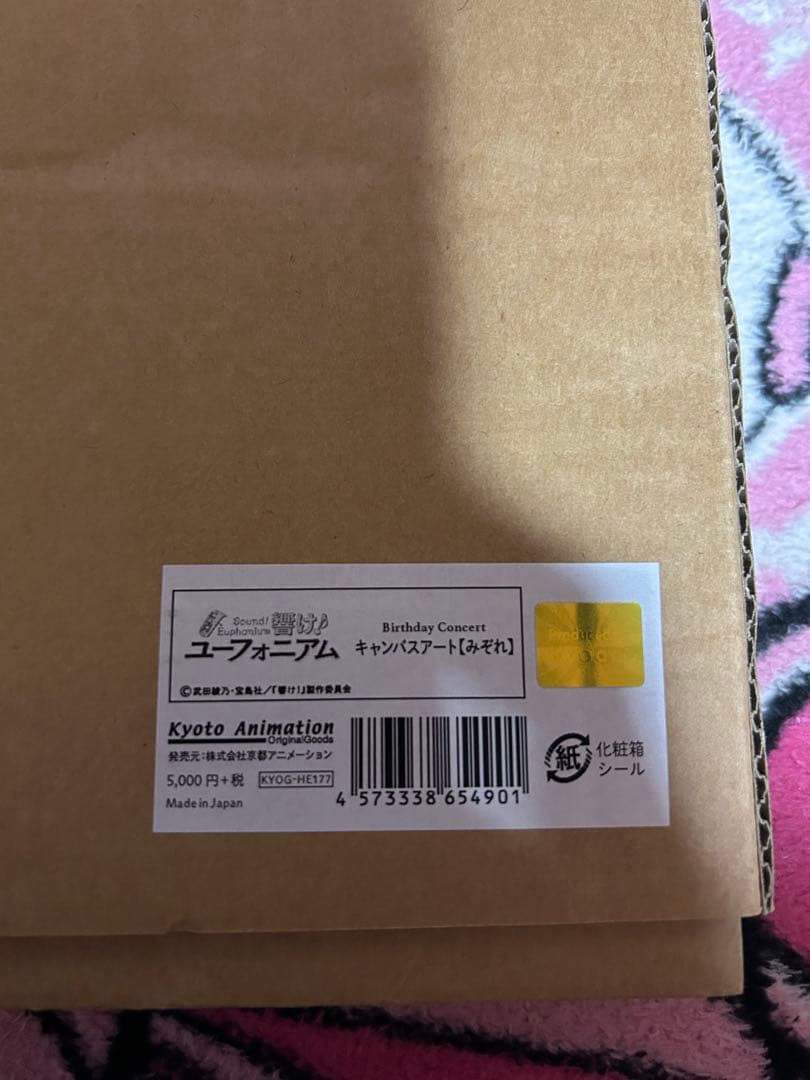 Sound! Euphonium 響け♪
ユーフォニアム
Birthday Concert
キャンバスアート【みぞれ】
©武田綾乃・宝島社／『響け！』製作委員会
Kyoto Animation
OriginalGoods
発売元：株式会社京都アニメーション
5,000円+税 KYOG-HE177
Made in Japan
4 573338 654901
紙 化粧箱
シール